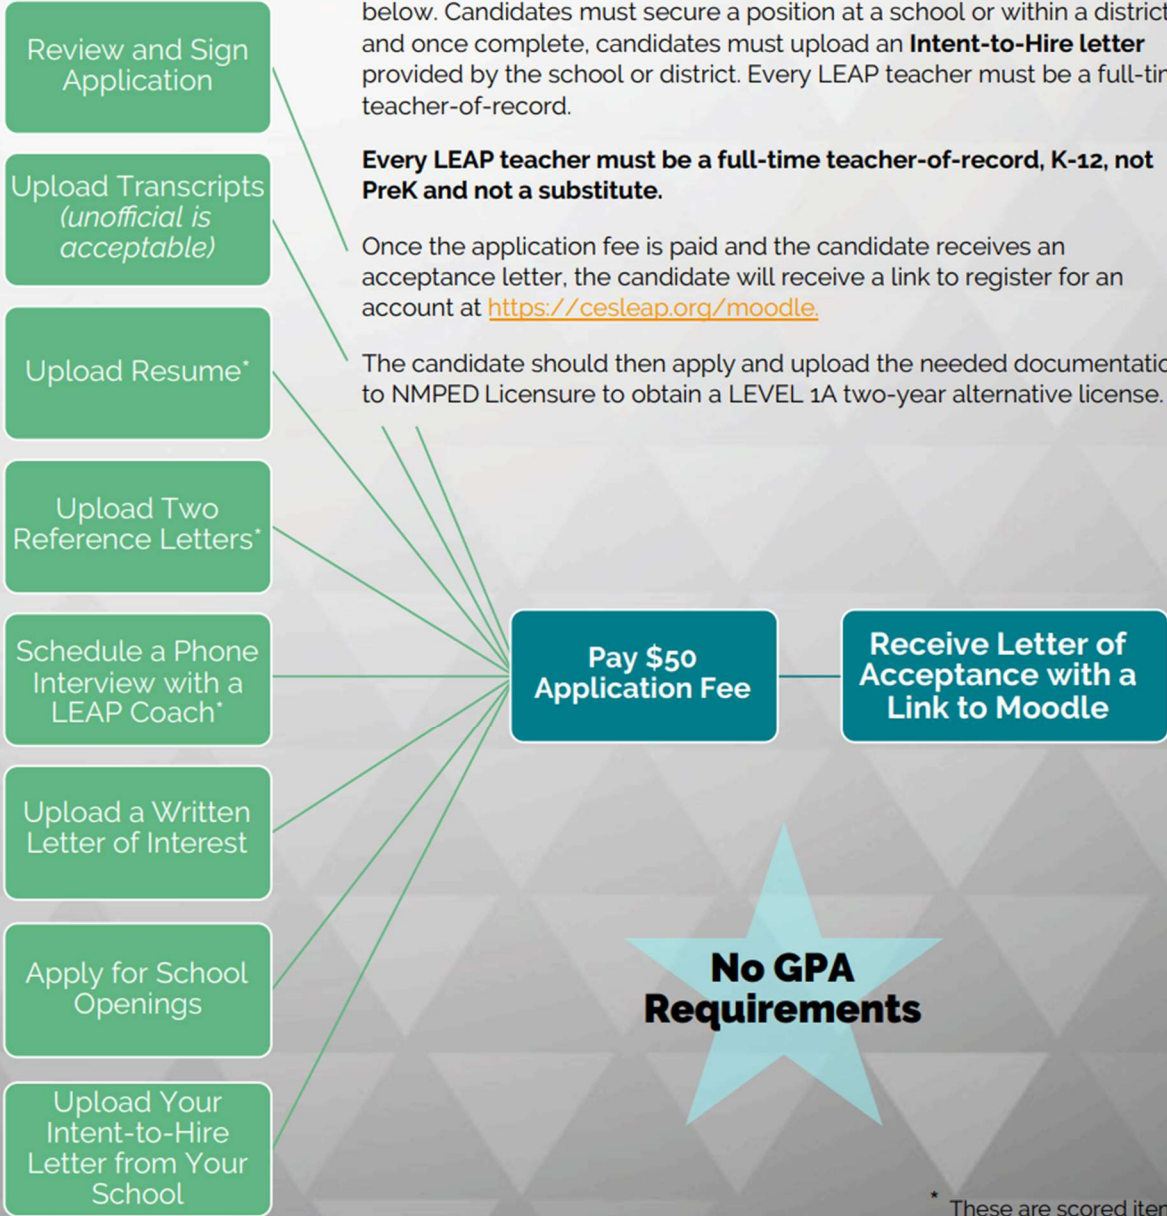 Review and Sign
Application
Upload Transcripts
(unofficial is
acceptable)
Upload Resume*
Upload Two
Reference Letters*
Schedule a Phone
Interview with a
LEAP Coach*
Upload a Written
Letter of Interest
Apply for School
Openings
Upload Your
Intent-to-Hire
Letter from Your
School
below. Candidates must secure a position at a school or within a district
and once complete, candidates must upload an Intent-to-Hire letter
provided by the school or district. Every LEAP teacher must be a full-tim
teacher-of-record.
Every LEAP teacher must be a full-time teacher-of-record, K-12, not
PreK and not a substitute.
Once the application fee is paid and the candidate receives an
acceptance letter, the candidate will receive a link to register for an
account at https://cesleap.org/moodle.
The candidate should then apply and upload the needed documentatio
to NMPED Licensure to obtain a LEVEL 1A two-year alternative license.
Pay $50
Application Fee
Receive Letter of
Acceptance with a
Link to Moodle
No GPA
Requirements
* These are scored item